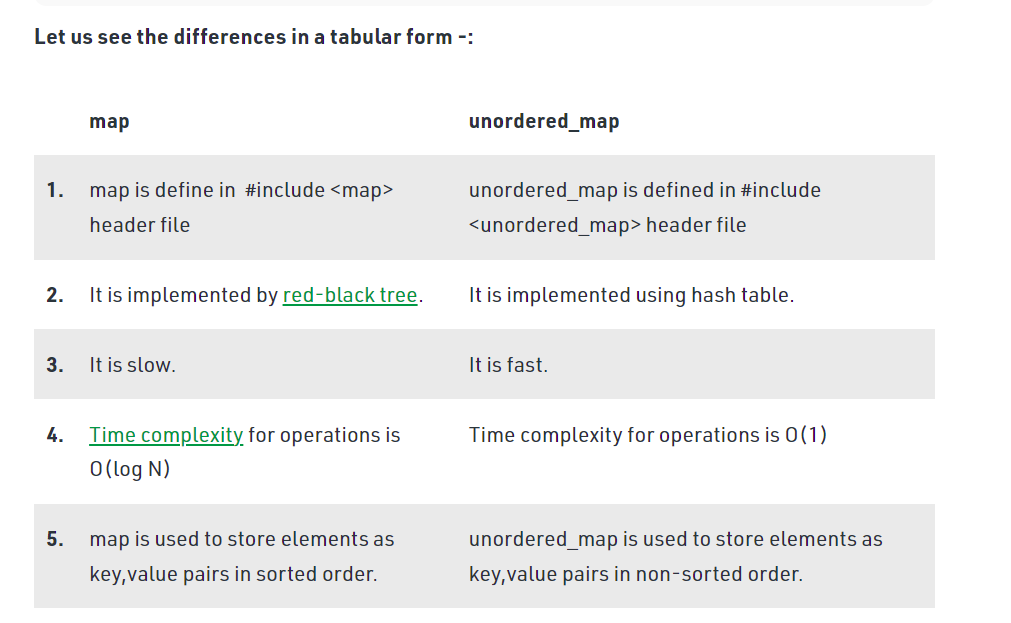 Let us see the differences in a tabular form -:
map unordered_map
1. map is define in  #include <map> unordered_map is defined in #include
header file <unordered_map> header file
2. It is implemented by red-black tree. It is implemented using hash table.
3. It is slow. It is fast.
4. Time complexity for operations is Time complexity for operations is O(1)
O(log N)
5. map is used to store elements as unordered_map is used to store elements as
key,value pairs in sorted order. key,value pairs in non-sorted order.